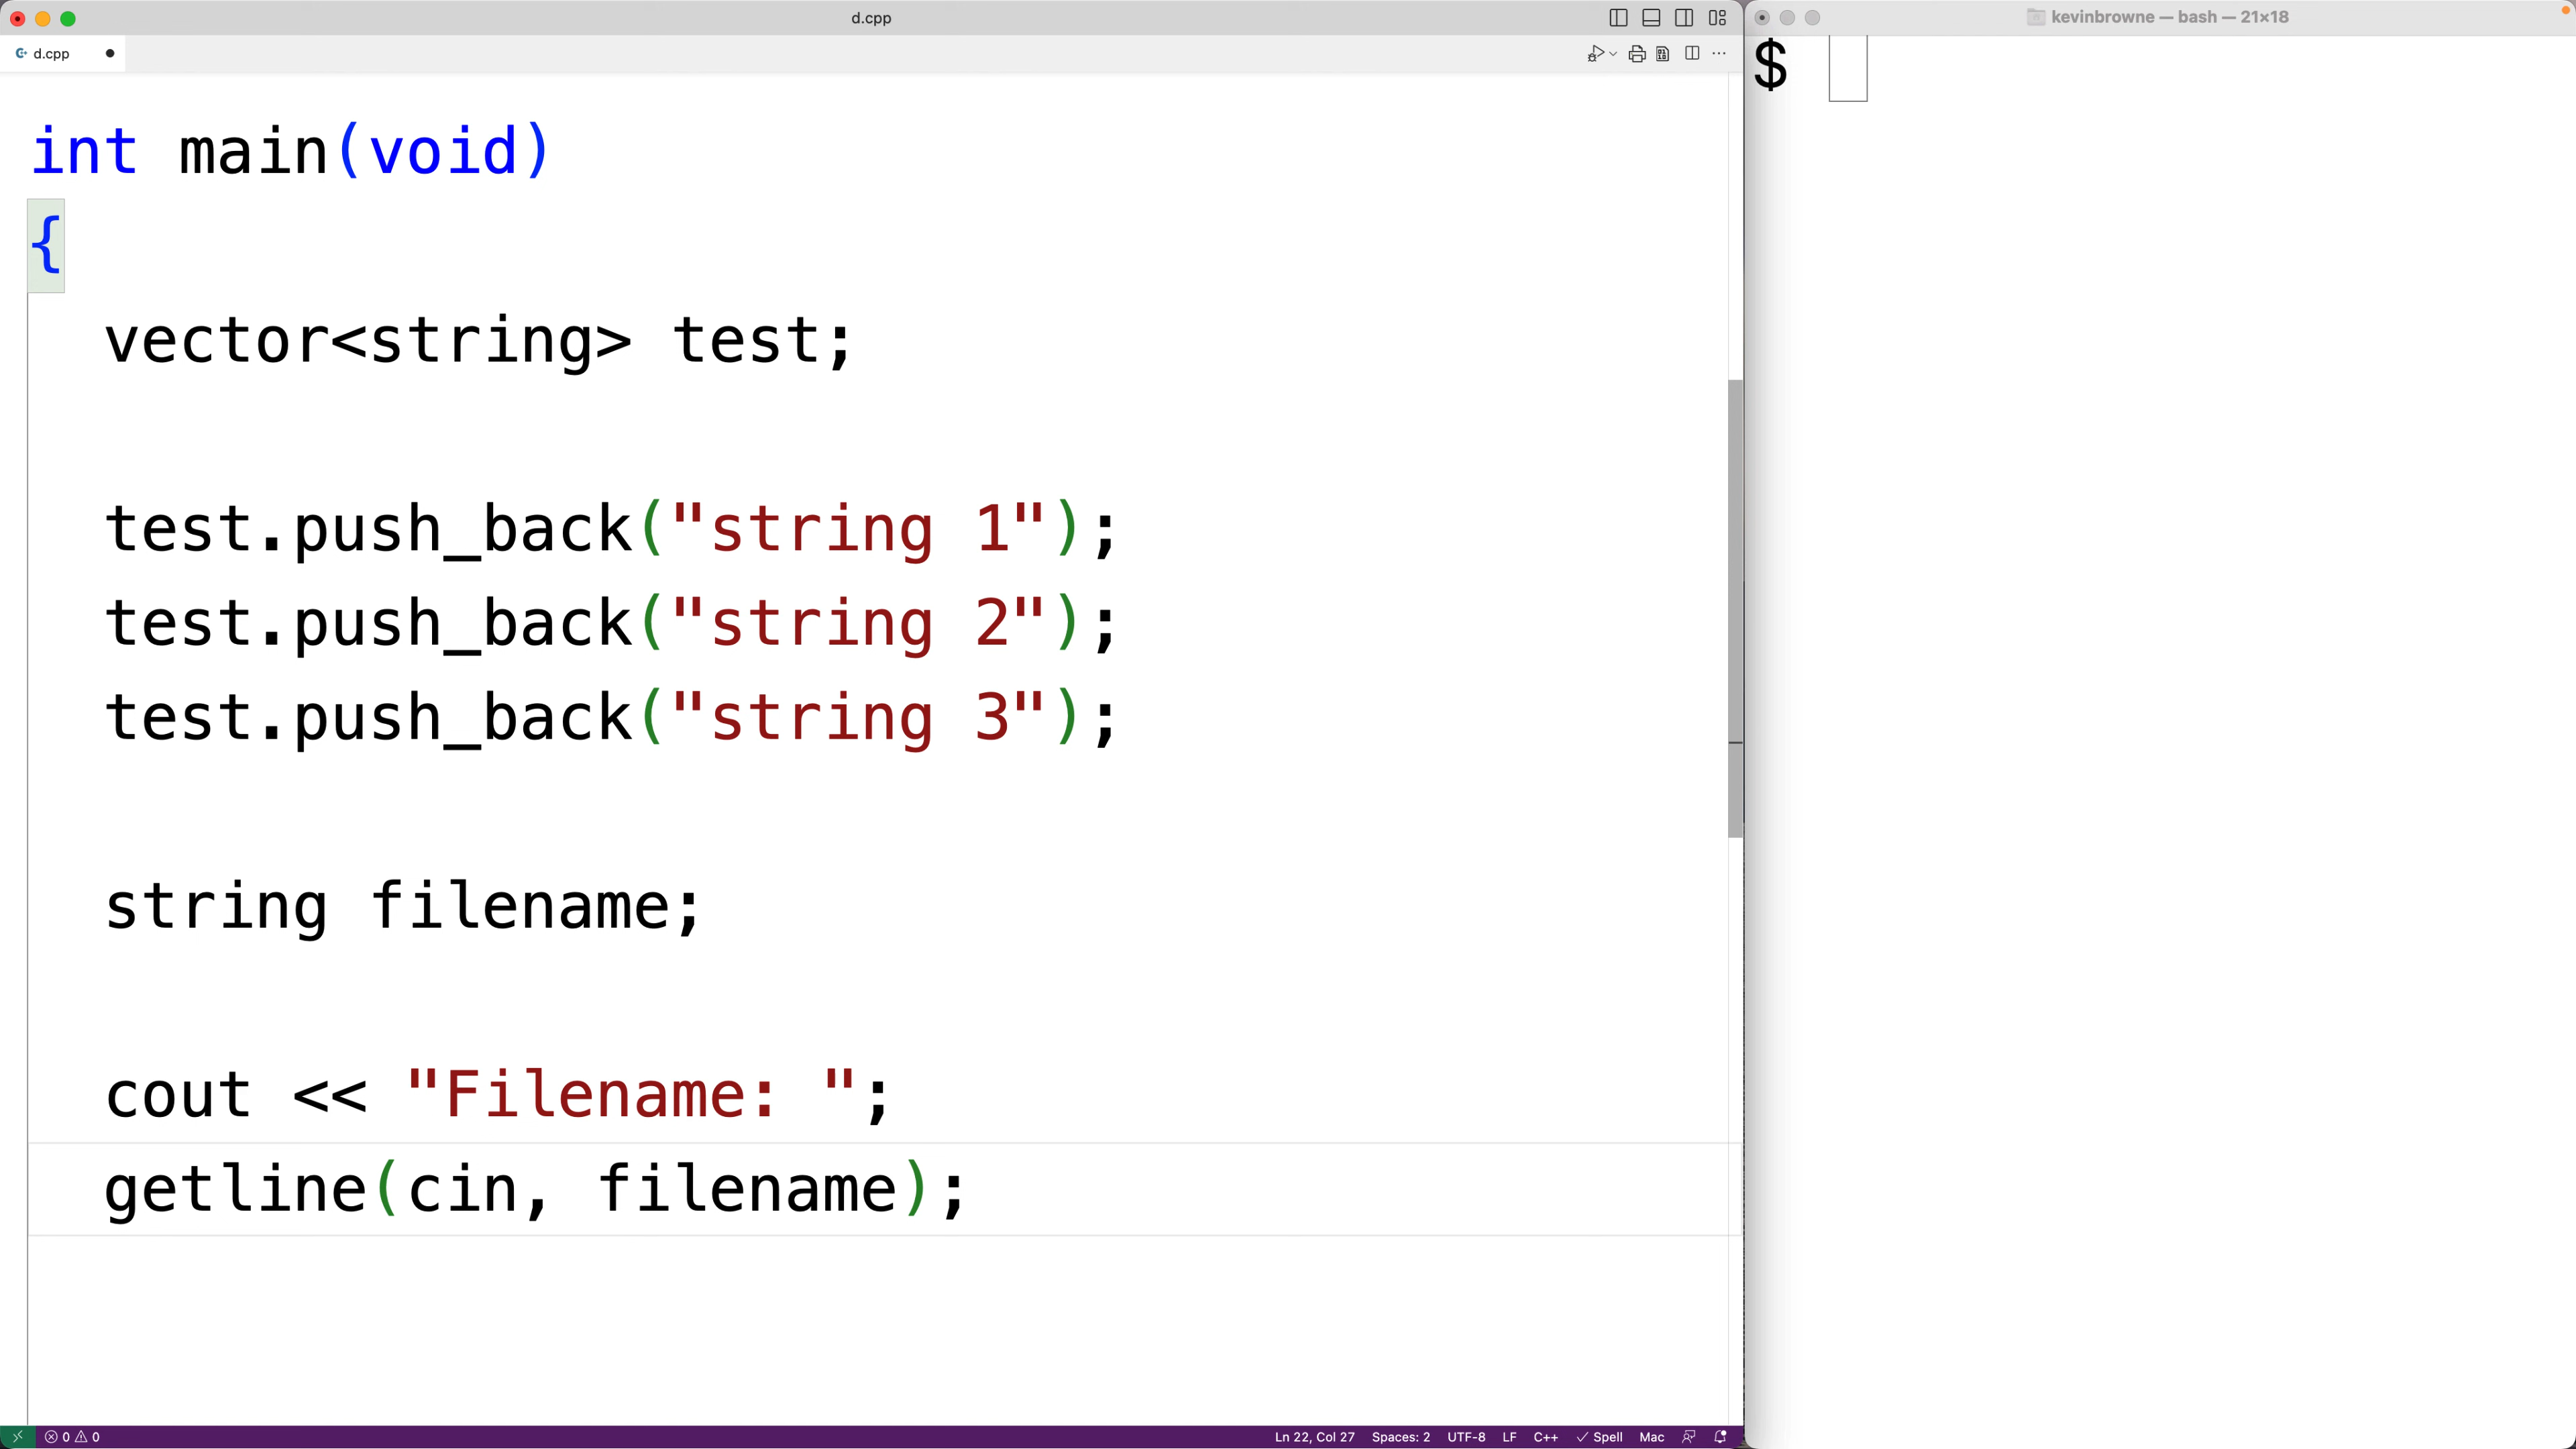 d.cpp
kevinbrowne — bash — 21×18
d.cpp
$
int main(void)
{
vector<string> test;
test.push_back("string 1");
test.push_back("string 2");
test.push_back("string 3");
string filename;
cout << "Filename: ";
getline(cin, filename);
0 0 Ln 22, Col 27 Spaces: 2 UTF-8 LF C++ Spell Mac